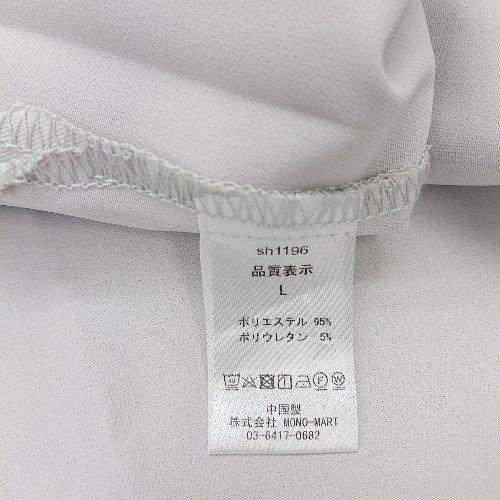 sh1196
品質表示
L
ポリエステル 95%
ポリウレタン 5%
中国製
株式会社 MONO-MART
03-6417-0682